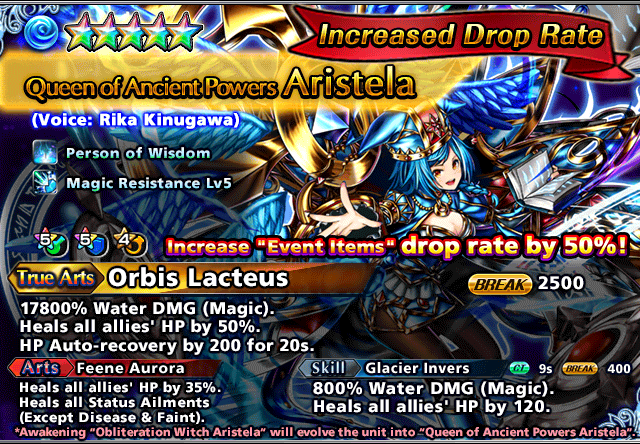 Increased Drop Rate
Queen of Ancient Powers Aristela
(Voice: Rika Kinugawa)
Person of Wisdom
Magic Resistance Lv5
5 5 4
Increase "Event Items" drop rate by 50%!
True Arts Orbis Lacteus BREAK 2500
17800% Water DMG (Magic).
Heals all allies' HP by 50%.
HP Auto-recovery by 200 for 20s.
Arts Feene Aurora
Heals all allies' HP by 35%.
Heals all Status Ailments
(Except Disease & Faint).
Skill Glacier Invers CT 9s BREAK 400
800% Water DMG (Magic).
Heals all allies' HP by 120.
*Awakening "Obliteration Witch Aristela" will evolve the unit into "Queen of Ancient Powers Aristela".